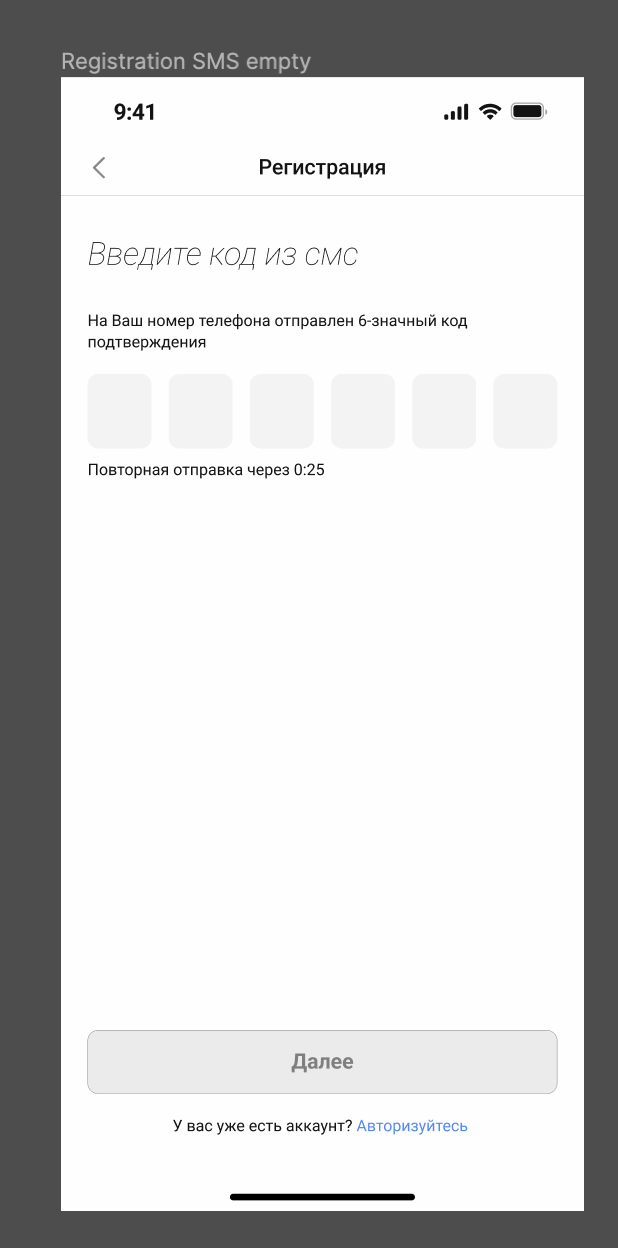 Registration SMS empty
9:41
Регистрация
Введите код из смс
На Ваш номер телефона отправлен 6-значный код
подтверждения
Повторная отправка через 0:25
Далее
У вас уже есть аккаунт? Авторизуйтесь